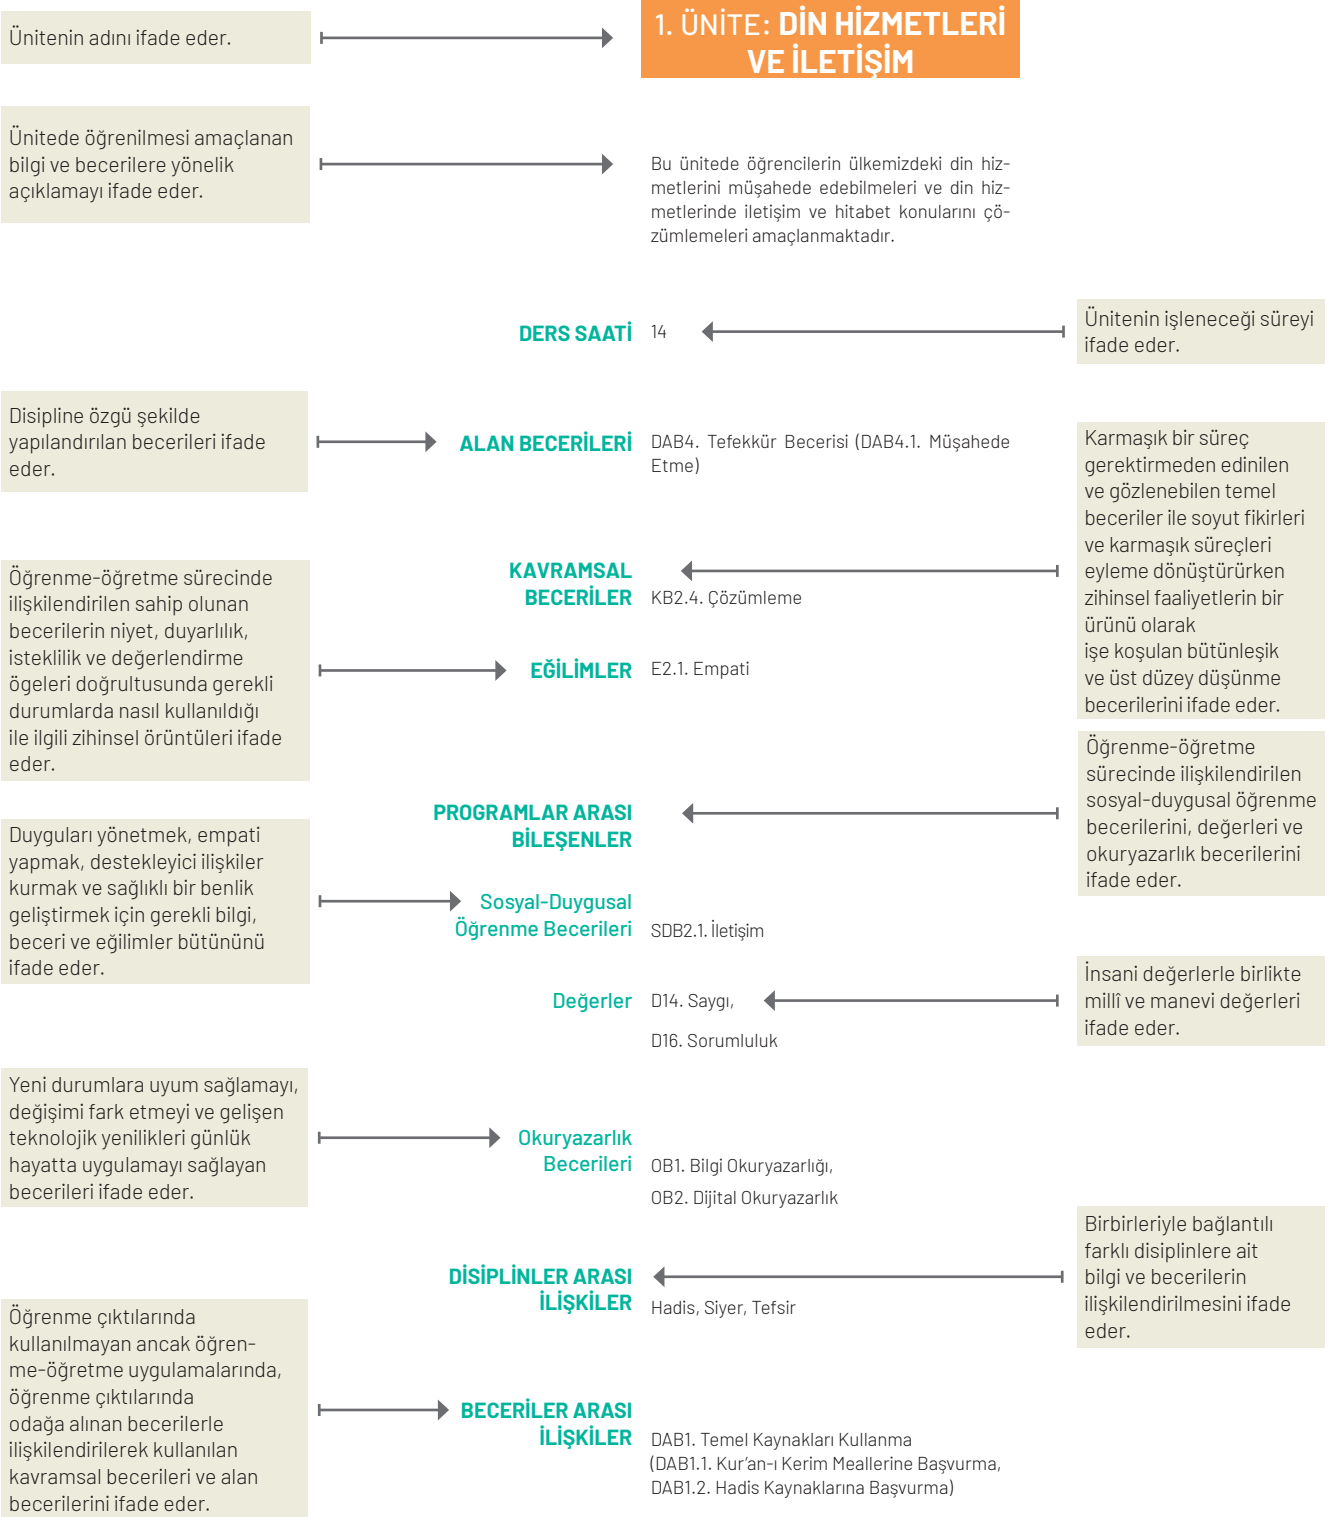 Ünitenin adını ifade eder.
1. ÜNİTE: DİN HİZMETLERİ
VE İLETİŞİM
Ünitede öğrenilmesi amaçlanan
bilgi ve becerilere yönelik
açıklamayı ifade eder.
Bu ünitede öğrencilerin ülkemizdeki din hiz-
metlerini müşahede edebilmeleri ve din hiz-
metlerinde iletişim ve hitabet konularını çö-
zümlemeleri amaçlanmaktadır.
DERS SAATİ
14
Ünitenin işleneceği süreyi
ifade eder.
Disipline özgü şekilde
yapılandırılan becerileri ifade
eder.
ALAN BECERİLERİ
DAB4. Tefekkür Becerisi (DAB4.1. Müşahede
Etme)
Karmaşık bir süreç
gerektirmeden edinilen
ve gözlenebilen temel
beceriler ile soyut fikirleri
ve karmaşık süreçleri
eyleme dönüştürürken
zihinsel faaliyetlerin bir
ürünü olarak
işe koşulan bütünleşik
ve üst düzey düşünme
becerilerini ifade eder.
KAVRAMSAL
BECERİLER
KB2.4. Çözümleme
Öğrenme-öğretme sürecinde
ilişkilendirilen sahip olunan
becerilerin niyet, duyarlılık,
isteklilik ve değerlendirme
ögeleri doğrultusunda gerekli
durumlarda nasıl kullanıldığı
ile ilgili zihinsel örüntüleri ifade
eder.
EĞİLİMLER
E2.1. Empati
Öğrenme-öğretme
sürecinde ilişkilendirilen
sosyal-duygusal öğrenme
becerilerini, değerleri ve
okuryazarlık becerilerini
ifade eder.
PROGRAMLAR ARASI
BİLEŞENLER
Duyguları yönetmek, empati
yapmak, destekleyici ilişkiler
kurmak ve sağlıklı bir benlik
geliştirmek için gerekli bilgi,
beceri ve eğilimler bütününü
ifade eder.
Sosyal-Duygusal
Öğrenme Becerileri
SDB2.1. İletişim
Değerler
D14. Saygı,
D16. Sorumluluk
İnsani değerlerle birlikte
millî ve manevi değerleri
ifade eder.
Yeni durumlara uyum sağlamayı,
değişimi fark etmeyi ve gelişen
teknolojik yenilikleri günlük
hayatta uygulamayı sağlayan
becerileri ifade eder.
Okuryazarlık
Becerileri
OB1. Bilgi Okuryazarlığı,
OB2. Dijital Okuryazarlık
Birbirleriyle bağlantılı
farklı disiplinlere ait
bilgi ve becerilerin
ilişkilendirilmesini ifade
eder.
DİSİPLİNLER ARASI
İLİŞKİLER
Hadis, Siyer, Tefsir
Öğrenme çıktılarında
kullanılmayan ancak öğren-
me-öğretme uygulamalarında,
öğrenme çıktılarında
odağa alınan becerilerle
ilişkilendirilerek kullanılan
kavramsal becerileri ve alan
becerilerini ifade eder.
BECERİLER ARASI
İLİŞKİLER
DAB1. Temel Kaynakları Kullanma
(DAB1.1. Kur’an-ı Kerim Meallerine Başvurma,
DAB1.2. Hadis Kaynaklarına Başvurma)